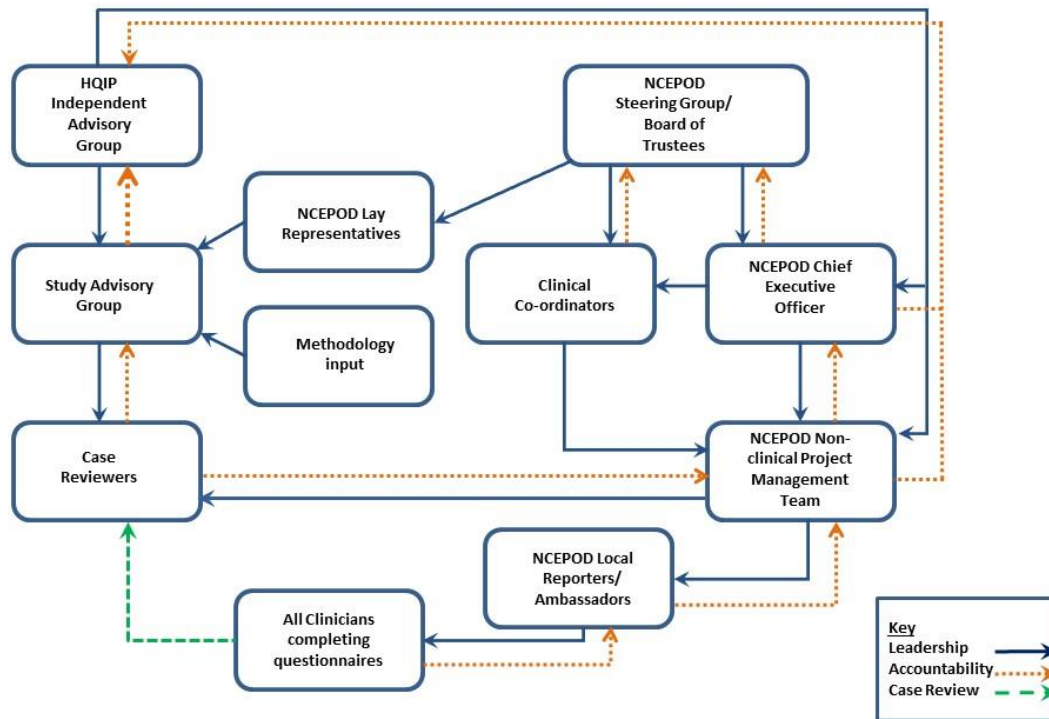 HQIP
Independent
Advisory
Group
NCEPOD
Steering Group/
Board of
Trustees
NCEPOD Lay
Representatives
Study Advisory
Group
Clinical
Co-ordinators
NCEPOD Chief
Executive
Officer
Methodology
input
Case
Reviewers
NCEPOD Non-
clinical Project
Management
Team
NCEPOD Local
Reporters/
Ambassadors
All Clinicians
completing
questionnaires
Key
Leadership
Accountability
Case Review